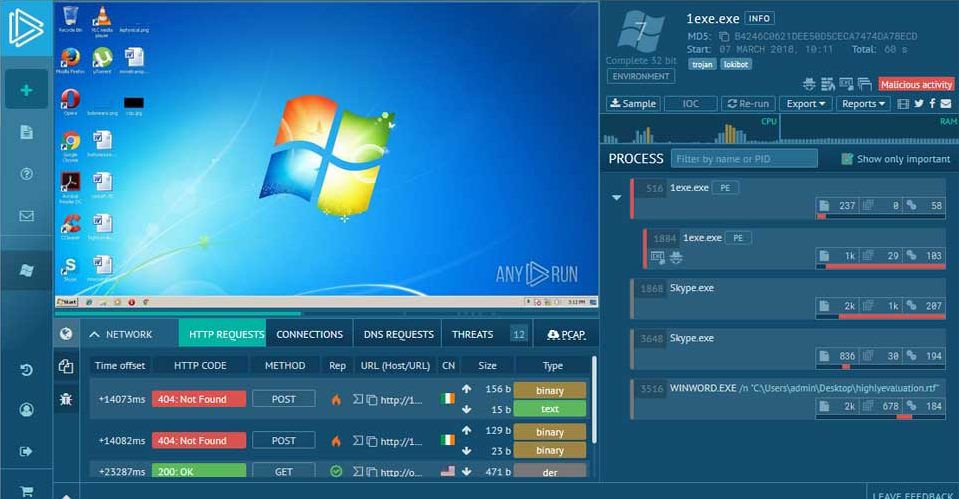 Recycle Bin
VLC media player
Mozilla Firefox
uTorrent
Opera
Google Chrome
Acrobat Reader DC
CCleaner
Skype
ANY RUN
Start
3:12 PM
NETWORK
HTTP REQUESTS
CONNECTIONS
DNS REQUESTS
THREATS 12
PCAP
Time offset HTTP CODE METHOD Rep URL (Host/URL) CN Size Type
+14073ms 404: Not Found POST http://1... 156 b binary
15 b text
+14082ms 404: Not Found POST http://1... 129 b binary
23 b binary
+23287ms 200: OK GET http://o... 471 b der
7
Complete 32 bit
ENVIRONMENT
1exe.exe INFO
MD5: B4246C0621DEE5005CECA7474DA78ECD
Start: 07 MARCH 2018, 10:11 Total: 60 s
trojan lokibot
Malicious activity
Sample IOC Re-run Export Reports
CPU RAM
PROCESS Filter by name or PID Show only important
516 1exe.exe PE
237 0 58
1884 1exe.exe PE
1k 29 103
1868 Skype.exe
2k 1k 207
3648 Skype.exe
836 30 194
3516 WINWORD.EXE /n "C:\Users\admin\Desktop\highlyevaluation.rtf"
2k 678 184
LEAVE FEEDBACK